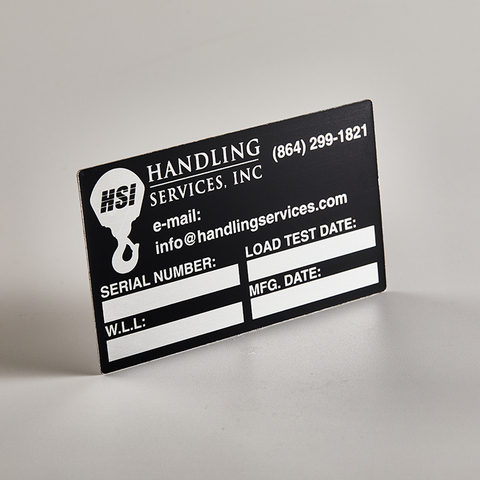 HSI
HANDLING
SERVICES, INC
(864) 299-1821
e-mail:
info@handlingservices.com
SERIAL NUMBER:
LOAD TEST DATE:
W.L.L:
MFG. DATE: